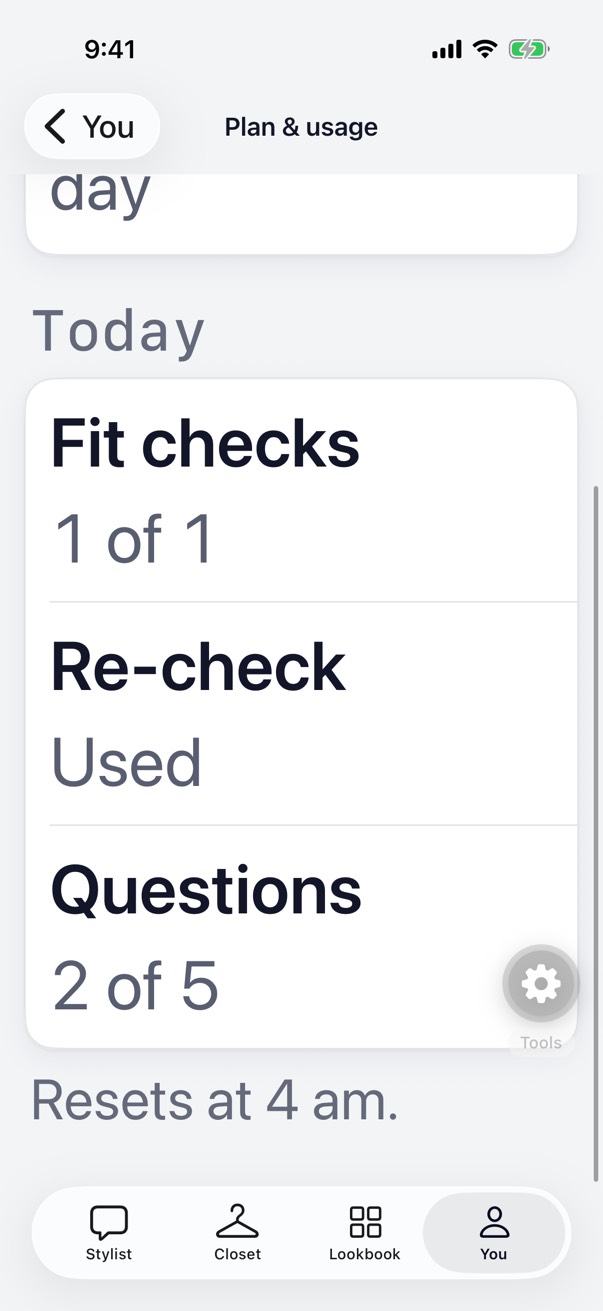 9:41
You
Plan & usage
day
Today
Fit checks
1 of 1
Re-check
Used
Questions
2 of 5
Tools
Resets at 4 am.
Stylist
Closet
Lookbook
You